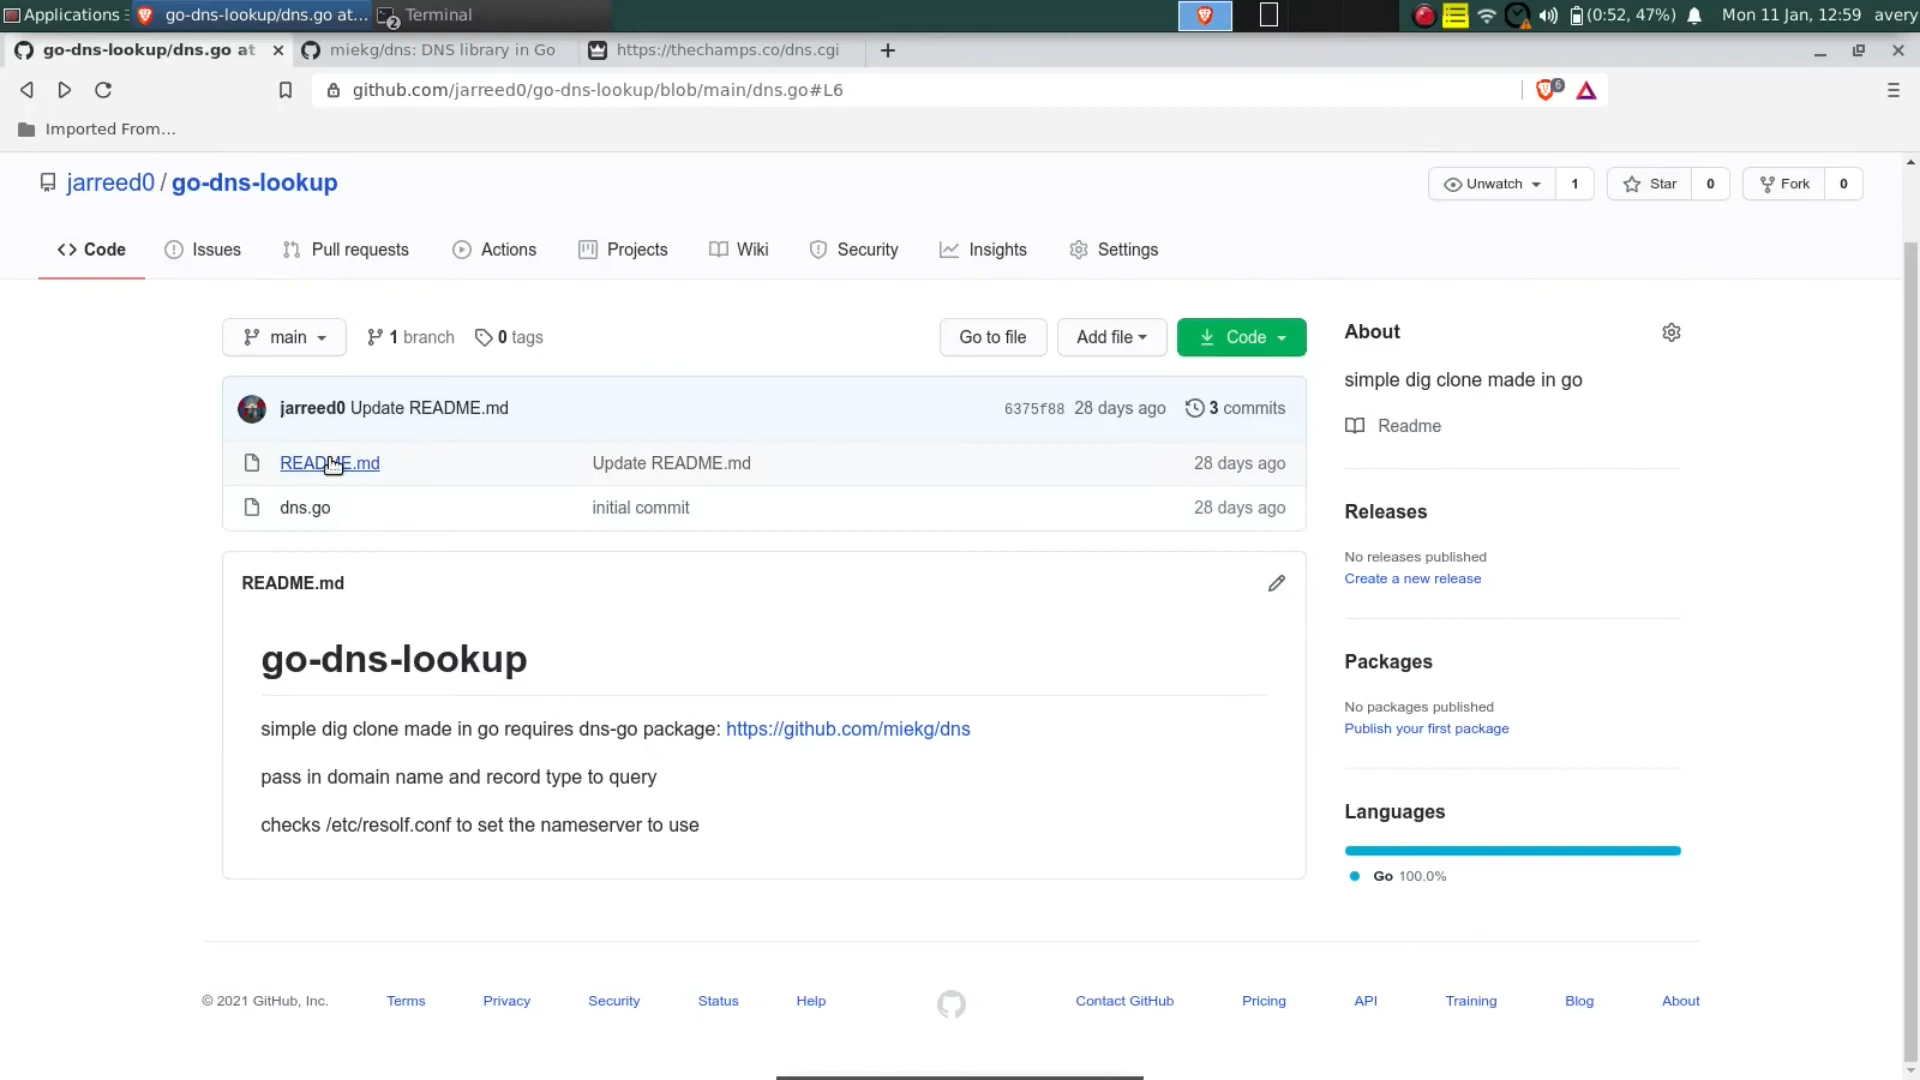 Applications
go-dns-lookup/dns.go at...
2 Terminal
(0:52, 47%)
Mon 11 Jan, 12:59
avery
go-dns-lookup/dns.go at
miekg/dns: DNS library in Go
https://thechamps.co/dns.cgi
github.com/jarreed0/go-dns-lookup/blob/main/dns.go#L6
6
Imported From...
jarreed0 / go-dns-lookup
Unwatch 1
Star 0
Fork 0
Code
Issues
Pull requests
Actions
Projects
Wiki
Security
Insights
Settings
main
1 branch
0 tags
Go to file
Add file
Code
jarreed0 Update README.md
6375f88 28 days ago
3 commits
README.md
Update README.md
28 days ago
dns.go
initial commit
28 days ago
README.md
go-dns-lookup
simple dig clone made in go requires dns-go package: https://github.com/miekg/dns
pass in domain name and record type to query
checks /etc/resolf.conf to set the nameserver to use
About
simple dig clone made in go
Readme
Releases
No releases published
Create a new release
Packages
No packages published
Publish your first package
Languages
Go 100.0%
© 2021 GitHub, Inc.
Terms
Privacy
Security
Status
Help
Contact GitHub
Pricing
API
Training
Blog
About